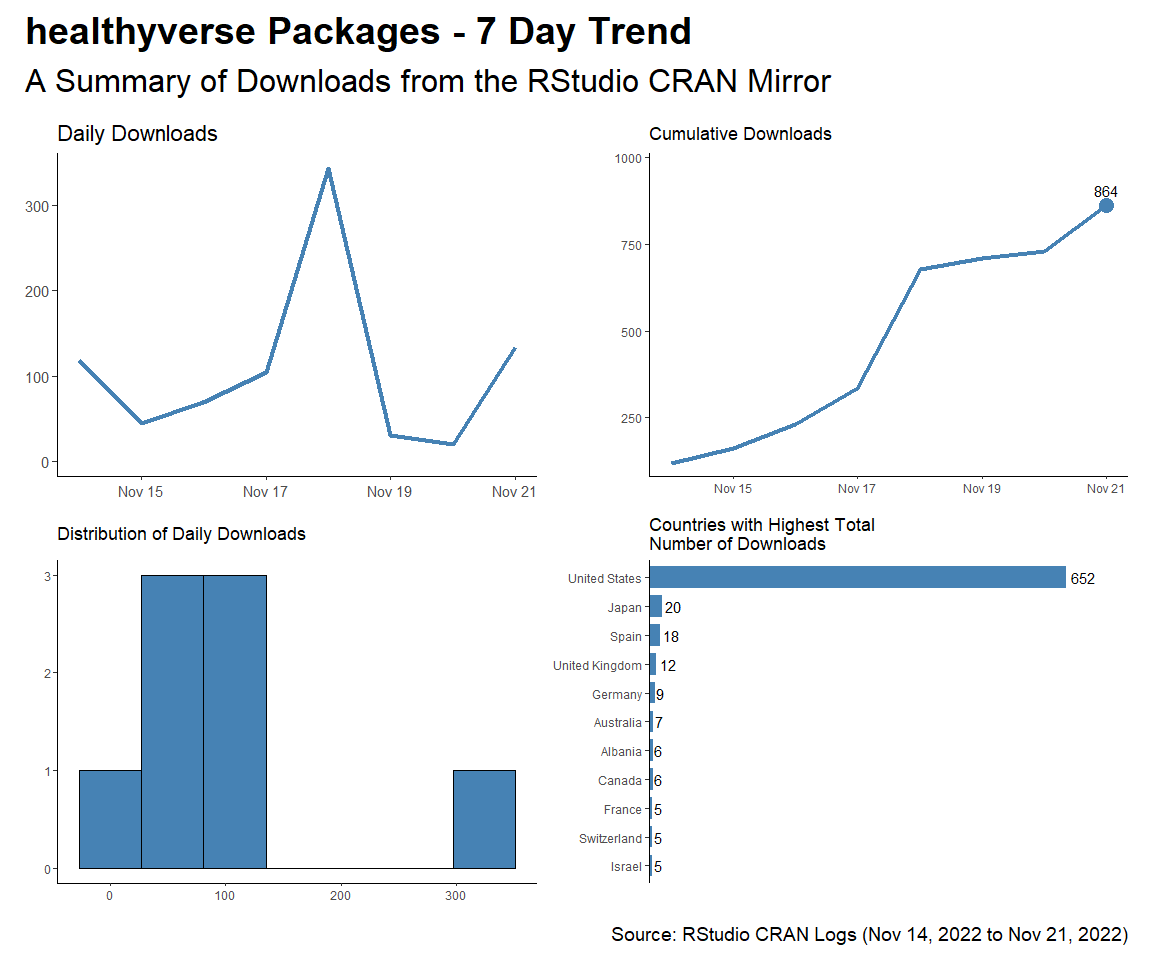 healthyverse Packages - 7 Day Trend
A Summary of Downloads from the RStudio CRAN Mirror
Daily Downloads
300
200
100
0
Nov 15 Nov 17 Nov 19 Nov 21
Cumulative Downloads
1000
864
750
500
250
Nov 15 Nov 17 Nov 19 Nov 21
Distribution of Daily Downloads
3
2
1
0
0 100 200 300
Countries with Highest Total
Number of Downloads
United States 652
Japan 20
Spain 18
United Kingdom 12
Germany 9
Australia 7
Albania 6
Canada 6
France 5
Switzerland 5
Israel 5
Source: RStudio CRAN Logs (Nov 14, 2022 to Nov 21, 2022)